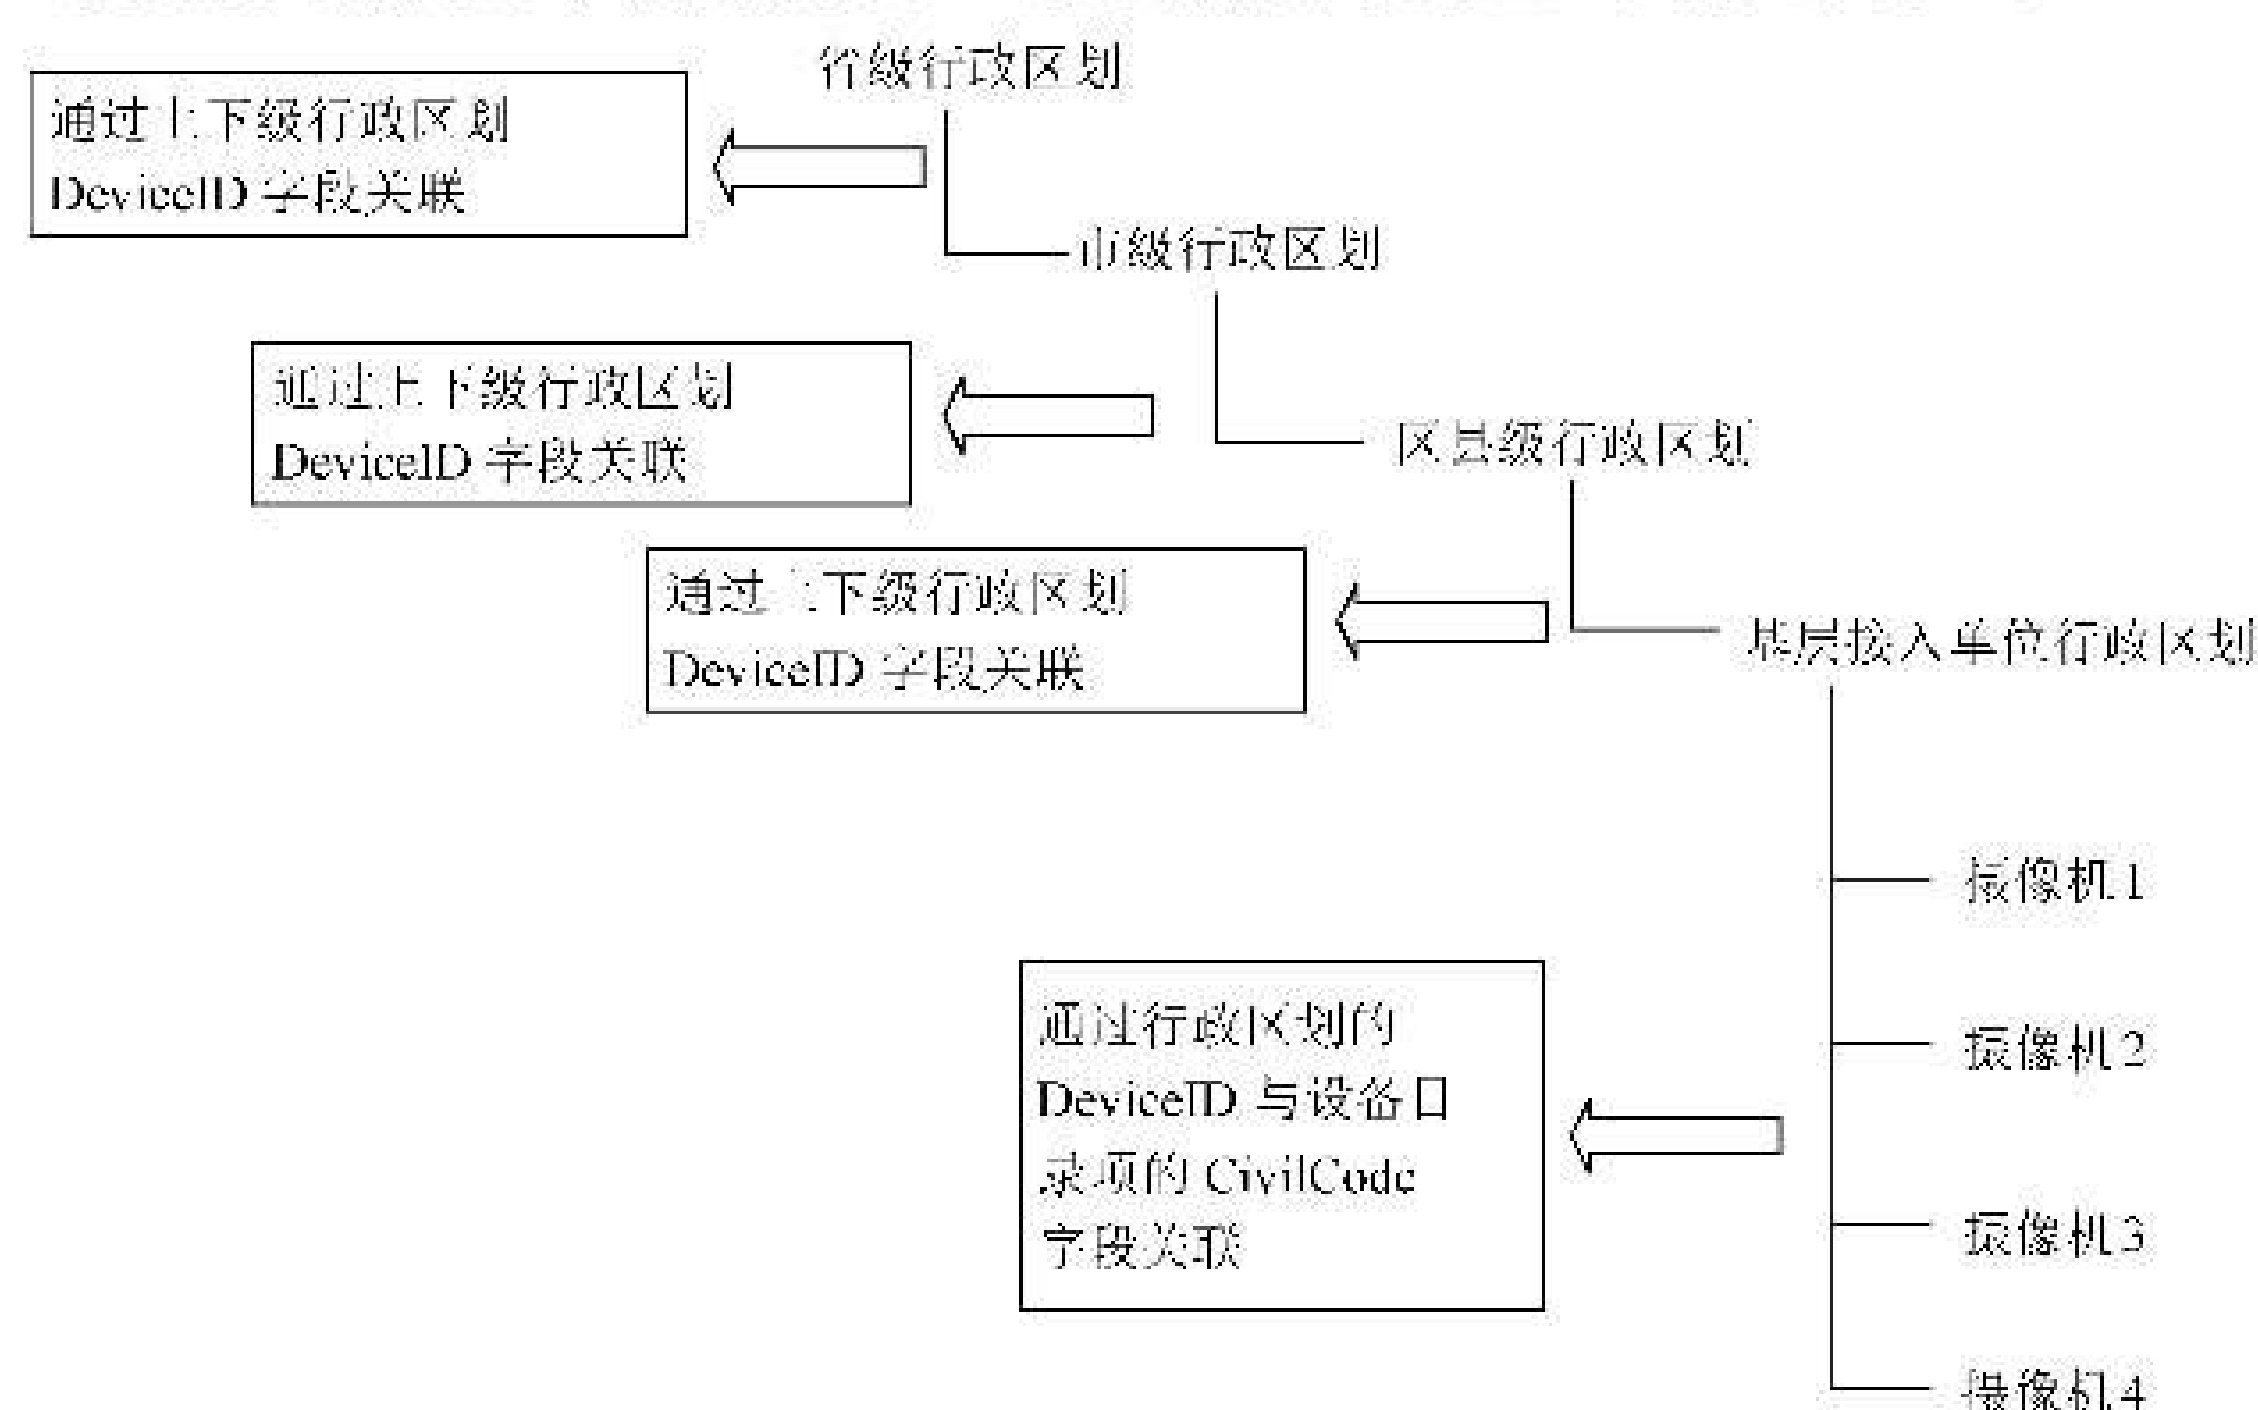 省级行政区划
通过上下级行政区划
DeviceID 字段关联
市级行政区划
通过上下级行政区划
DeviceID 字段关联
区县级行政区划
通过上下级行政区划
DeviceID 字段关联
基层接入单位行政区划
摄像机1
通过行政区划的
DeviceID 与设备目
录项的 CivilCode
字段关联
摄像机2
摄像机3
摄像机4